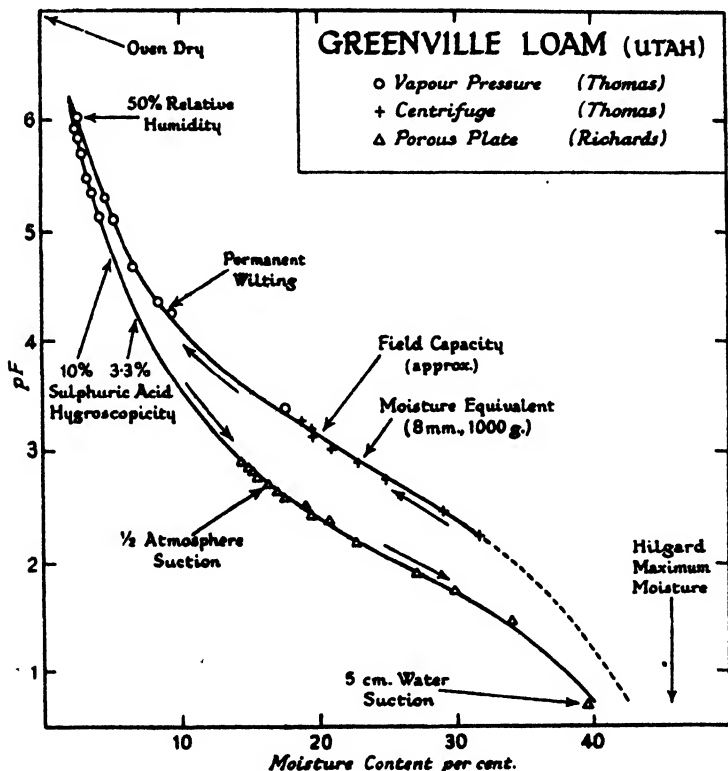 GREENVILLE LOAM (UTAH)
o Vapour Pressure (Thomas)
+ Centrifuge (Thomas)
△ Porous Plate (Richards)
Oven Dry
50% Relative
Humidity
Permanent
Wilting
Field Capacity
(approx.)
Moisture Equivalent
(8mm., 1000g.)
10% 3·3%
Sulphuric Acid
Hygroscopicity
½ Atmosphere
Suction
Hilgard
Maximum
Moisture
5 cm. Water
Suction
pF
6
5
4
3
2
1
10 20 30 40
Moisture Content per cent.